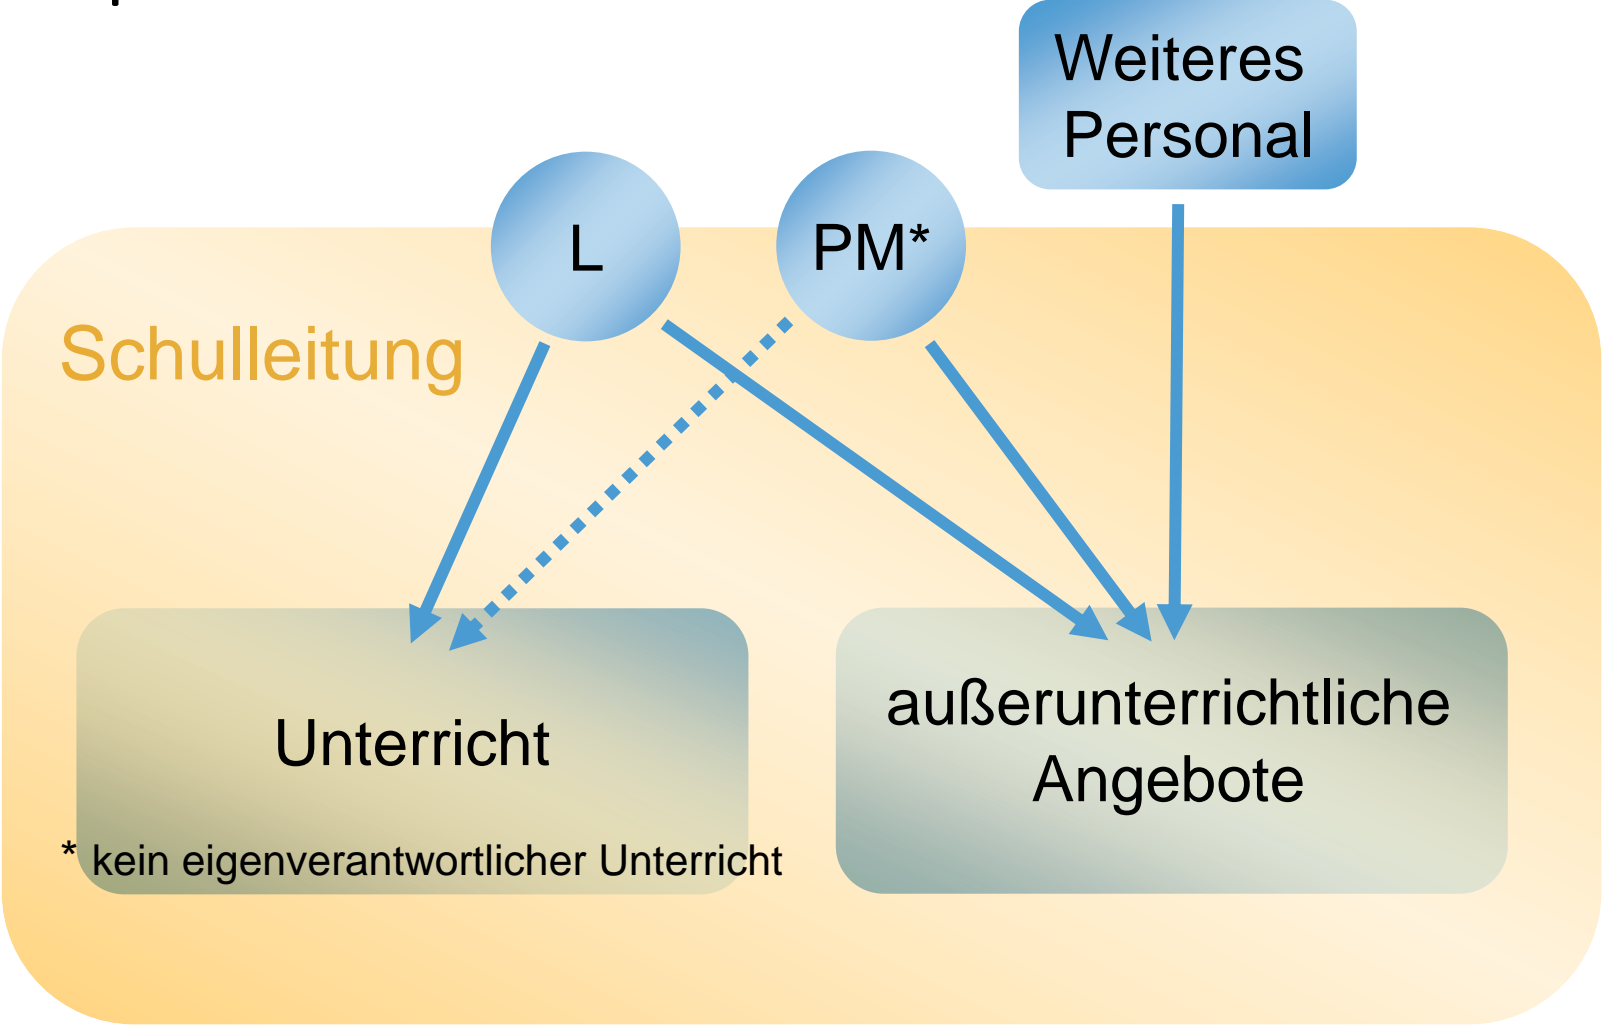 Weiteres
Personal
L
PM*
Schulleitung
Unterricht
außerunterrichtliche
Angebote
* kein eigenverantwortlicher Unterricht